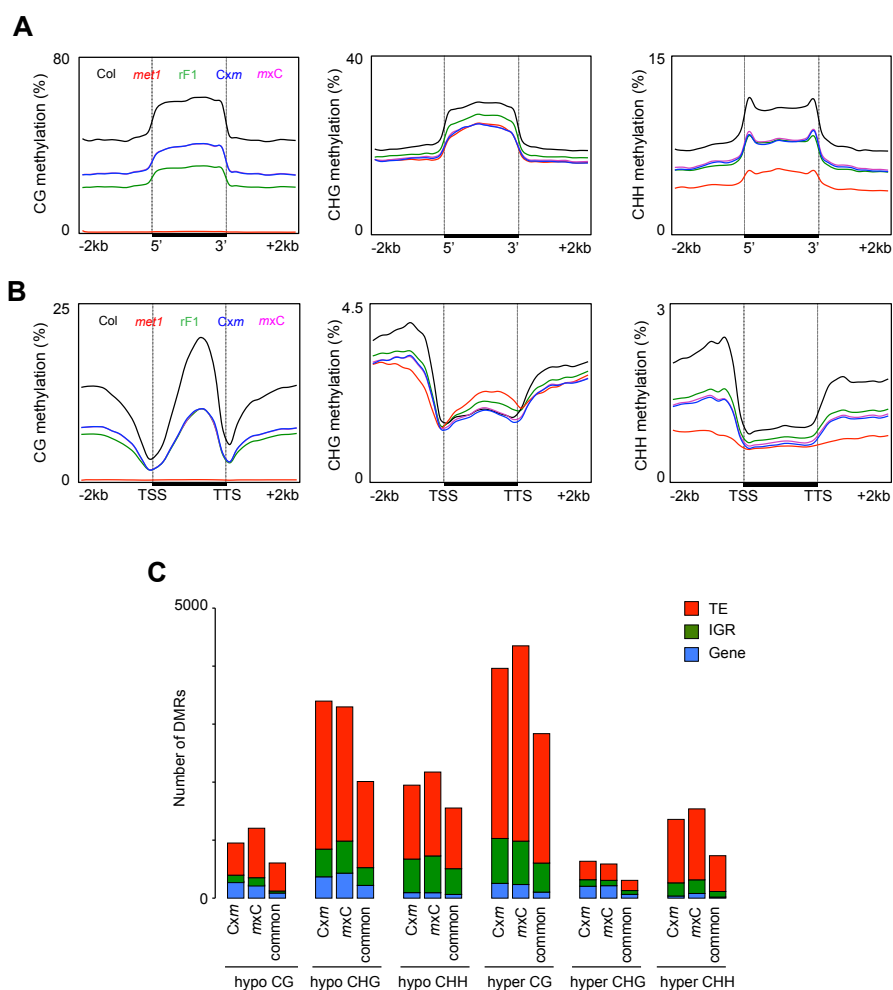 A
80
Col met1 rF1 Cxm mxC
CG methylation (%)
0
-2kb 5’ 3’ +2kb
40
CHG methylation (%)
0
-2kb 5’ 3’ +2kb
15
CHH methylation (%)
0
-2kb 5’ 3’ +2kb
B
25
Col met1 rF1 Cxm mxC
CG methylation (%)
0
-2kb TSS TTS +2kb
4.5
CHG methylation (%)
0
-2kb TSS TTS +2kb
3
CHH methylation (%)
0
-2kb TSS TTS +2kb
C
5000
Number of DMRs
0
TE
IGR
Gene
Cxm mxC common
hypo CG
Cxm mxC common
hypo CHG
Cxm mxC common
hypo CHH
Cxm mxC common
hyper CG
Cxm mxC common
hyper CHG
Cxm mxC common
hyper CHH